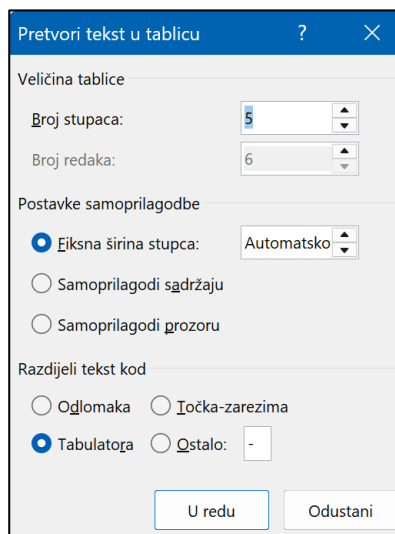 Pretvori tekst u tablicu ?
Veličina tablice
Broj stupaca: 5
Broj redaka: 6
Postavke samoprilagodbe
Fiksna širina stupca: Automatsko
Samoprilagodi sadržaju
Samoprilagodi prozoru
Razdijeli tekst kod
Odlomaka Točka-zarezima
Tabulatora Ostalo: -
U redu Odustani